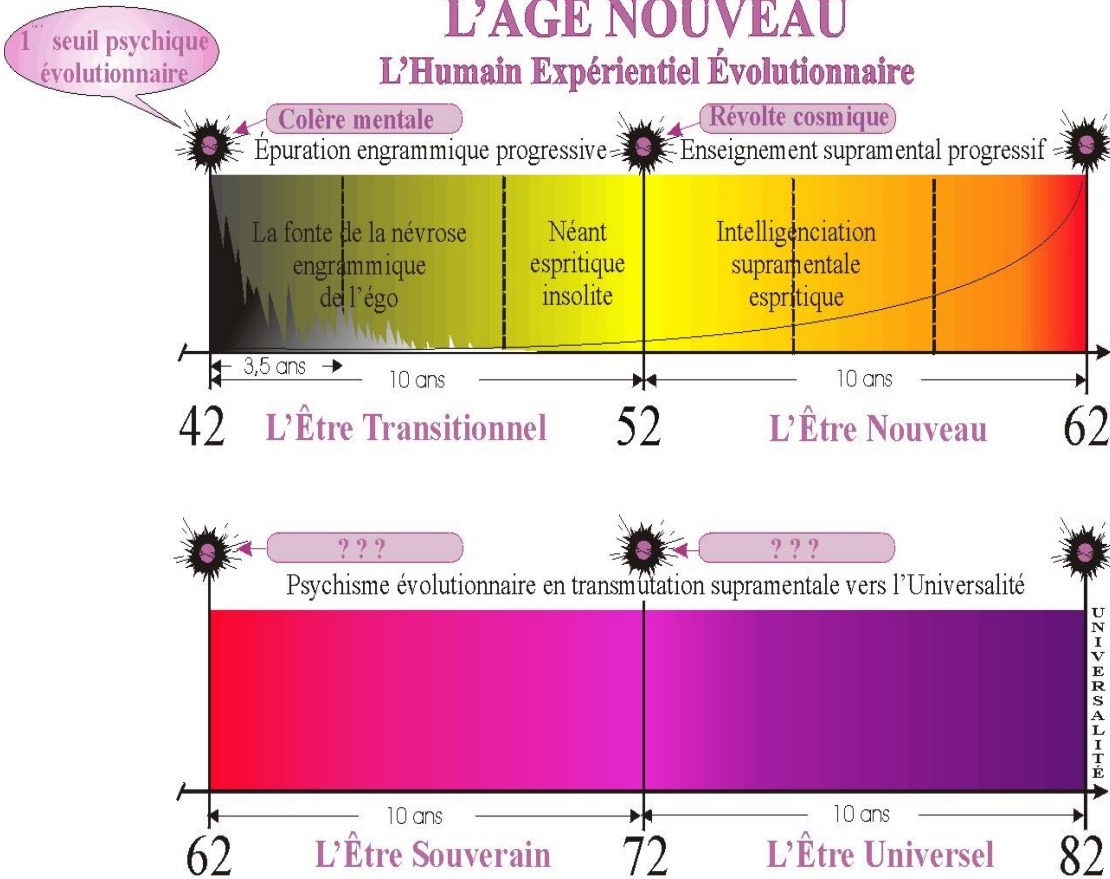 L'ÂGE NOUVEAU
L'Humain Expérientiel Évolutionnaire
1er seuil psychique
évolutionnaire
Colère mentale
Révolte cosmique
Épuration engrammique progressive
Enseignement supramental progressif
La fonte de la névrose
engrammique
de l'égo
Néant
espritique
insolite
Intelligenciation
supramentale
espritique
3,5 ans
10 ans
10 ans
42
L'Être Transitionnel
52
L'Être Nouveau
62
? ? ?
? ? ?
Psychisme évolutionnaire en transmutation supramentale vers l'Universalité
UNIVERSALITÉ
10 ans
10 ans
62
L'Être Souverain
72
L'Être Universel
82